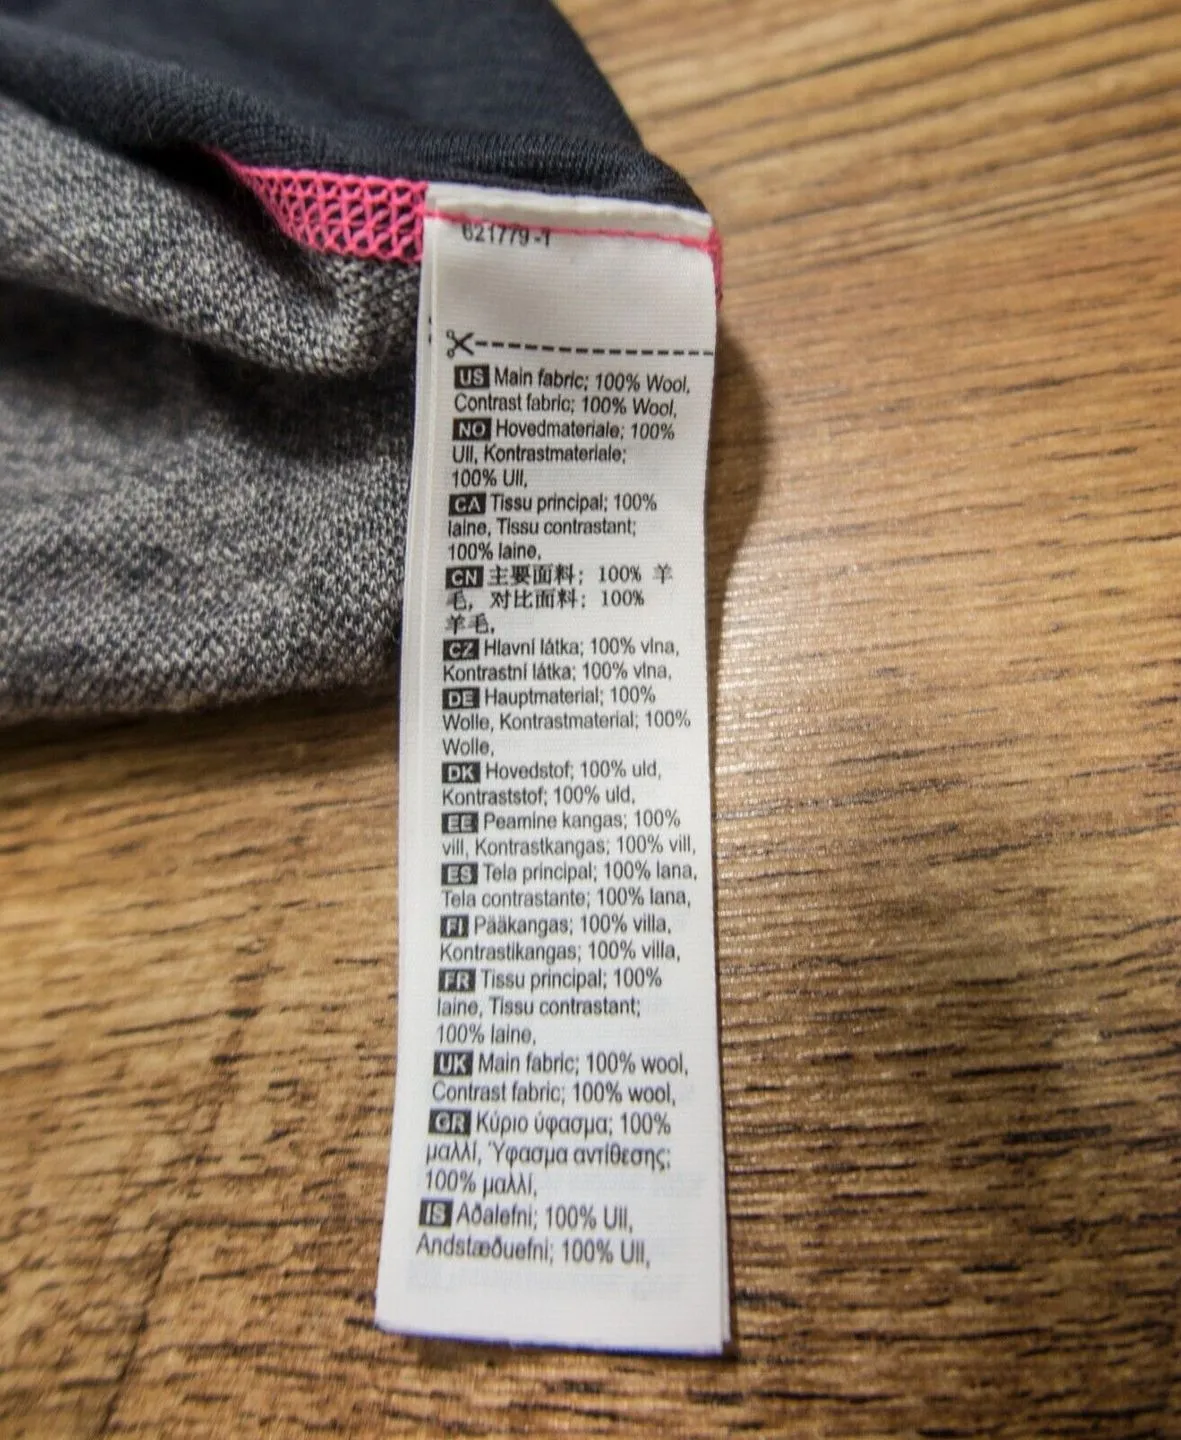 621779-1
US Main fabric; 100% Wool,
Contrast fabric; 100% Wool,
NO Hovedmateriale; 100%
Ull, Kontrastmateriale;
100% Ull,
CA Tissu principal; 100%
laine, Tissu contrastant;
100% laine,
CN 主要面料; 100% 羊
毛, 对比面料; 100%
羊毛,
CZ Hlavní látka; 100% vlna,
Kontrastní látka; 100% vlna,
DE Hauptmaterial; 100%
Wolle, Kontrastmaterial; 100%
Wolle,
DK Hovedstof; 100% uld,
Kontraststof; 100% uld,
EE Peamine kangas; 100%
vill, Kontrastkangas; 100% vill,
ES Tela principal; 100% lana,
Tela contrastante; 100% lana,
FI Pääkangas; 100% villa,
Kontrastikangas; 100% villa,
FR Tissu principal; 100%
laine, Tissu contrastant;
100% laine,
UK Main fabric; 100% wool,
Contrast fabric; 100% wool,
GR Κύριο ύφασμα; 100%
μαλλί, Ύφασμα αντίθεσης;
100% μαλλί,
IS Aðalefni; 100% Ull,
Andstæðuefni; 100% Ull,